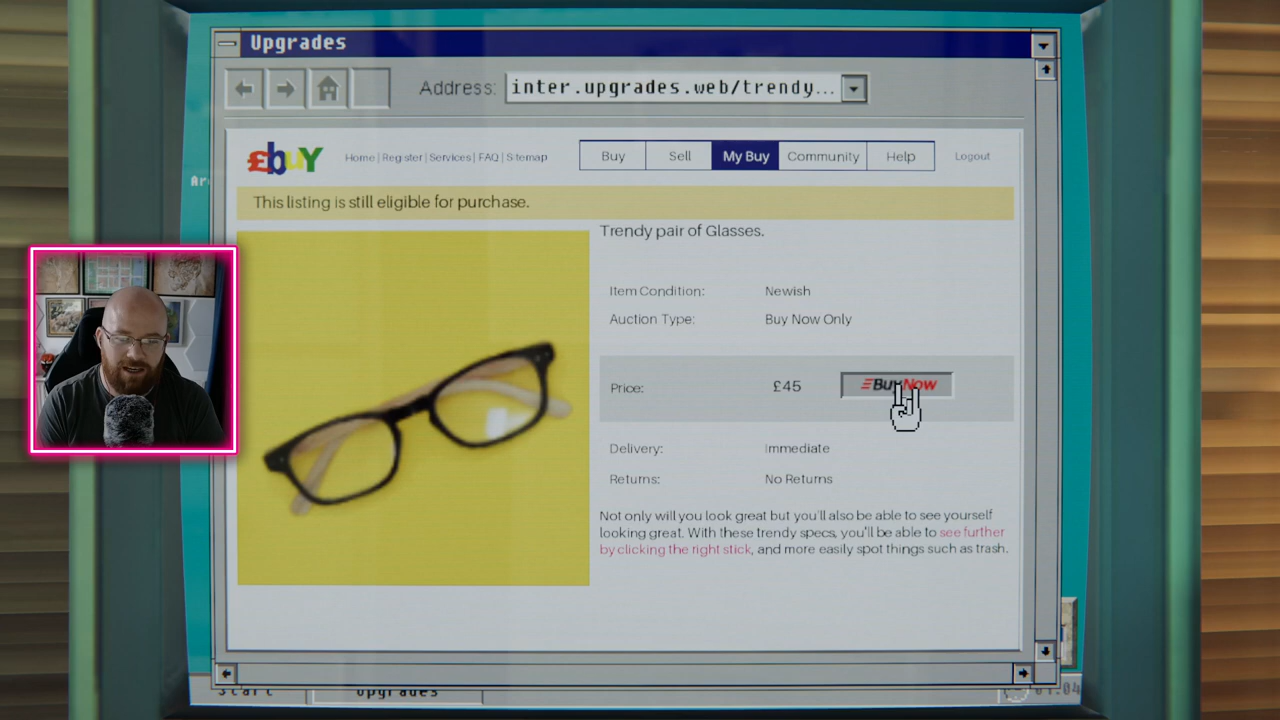 Upgrades
Address: inter.upgrades.web/trendy...
£buY Home | Register | Services | FAQ | Sitemap Buy Sell My Buy Community Help Logout
This listing is still eligible for purchase.
Trendy pair of Glasses.
Item Condition: Newish
Auction Type: Buy Now Only
Price: £45 BuyNow
Delivery: Immediate
Returns: No Returns
Not only will you look great but you'll also be able to see yourself
looking great. With these trendy specs, you'll be able to see further
by clicking the right stick, and more easily spot things such as trash.
Start Upgrades